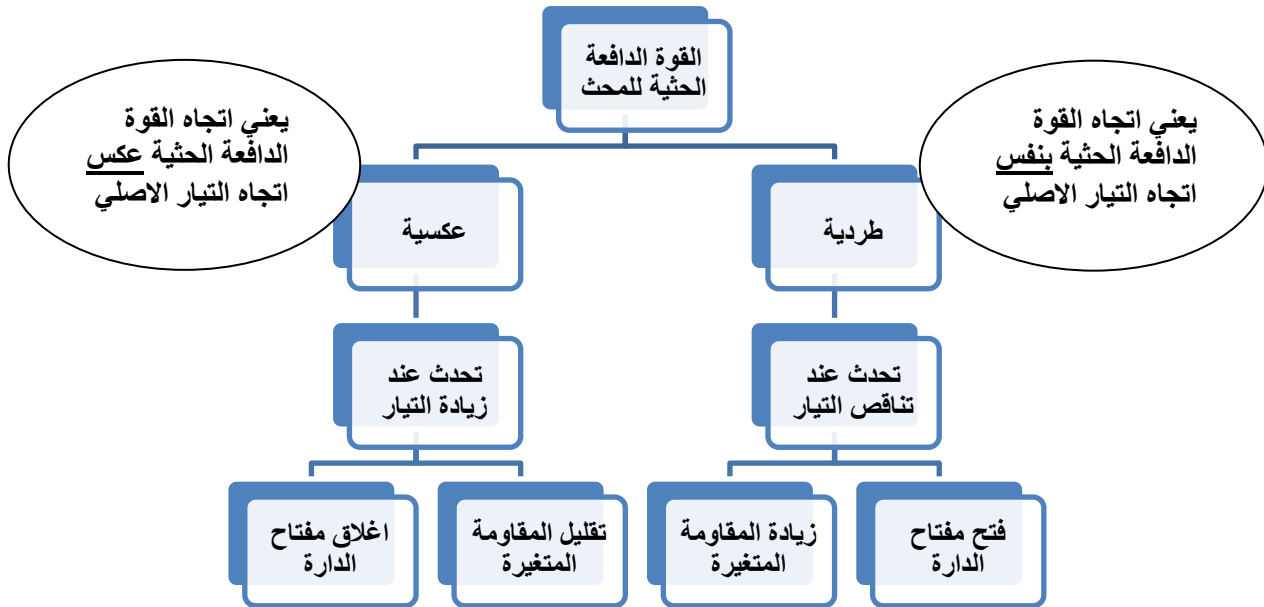 القوة الدافعة
الحثية للمحث
يعني اتجاه القوة
الدافعة الحثية بنفس
اتجاه التيار الاصلي
يعني اتجاه القوة
الدافعة الحثية عكس
اتجاه التيار الاصلي
طردية
عكسية
تحدث عند
تناقص التيار
تحدث عند
زيادة التيار
فتح مفتاح
الدارة
زيادة المقاومة
المتغيرة
تقليل المقاومة
المتغيرة
اغلاق مفتاح
الدارة